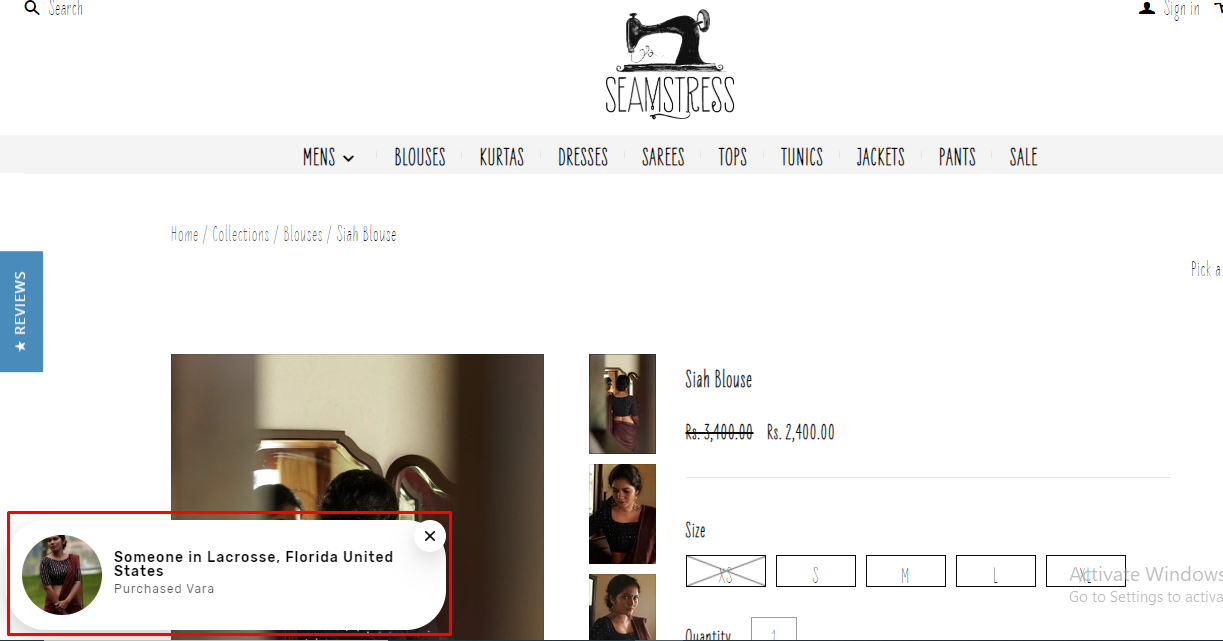 Search
Sign in
SEAMSTRESS
MENS
BLOUSES
KURTAS
DRESSES
SAREES
TOPS
TUNICS
JACKETS
PANTS
SALE
Home / Collections / Blouses / Siah Blouse
★ REVIEWS
Pick a
Siah Blouse
Rs. 3,400.00 Rs. 2,400.00
Size
XS
S
M
L
XL
Activate Windows
Go to Settings to activa
Quantity
1
Someone in Lacrosse, Florida United
States
Purchased Vara